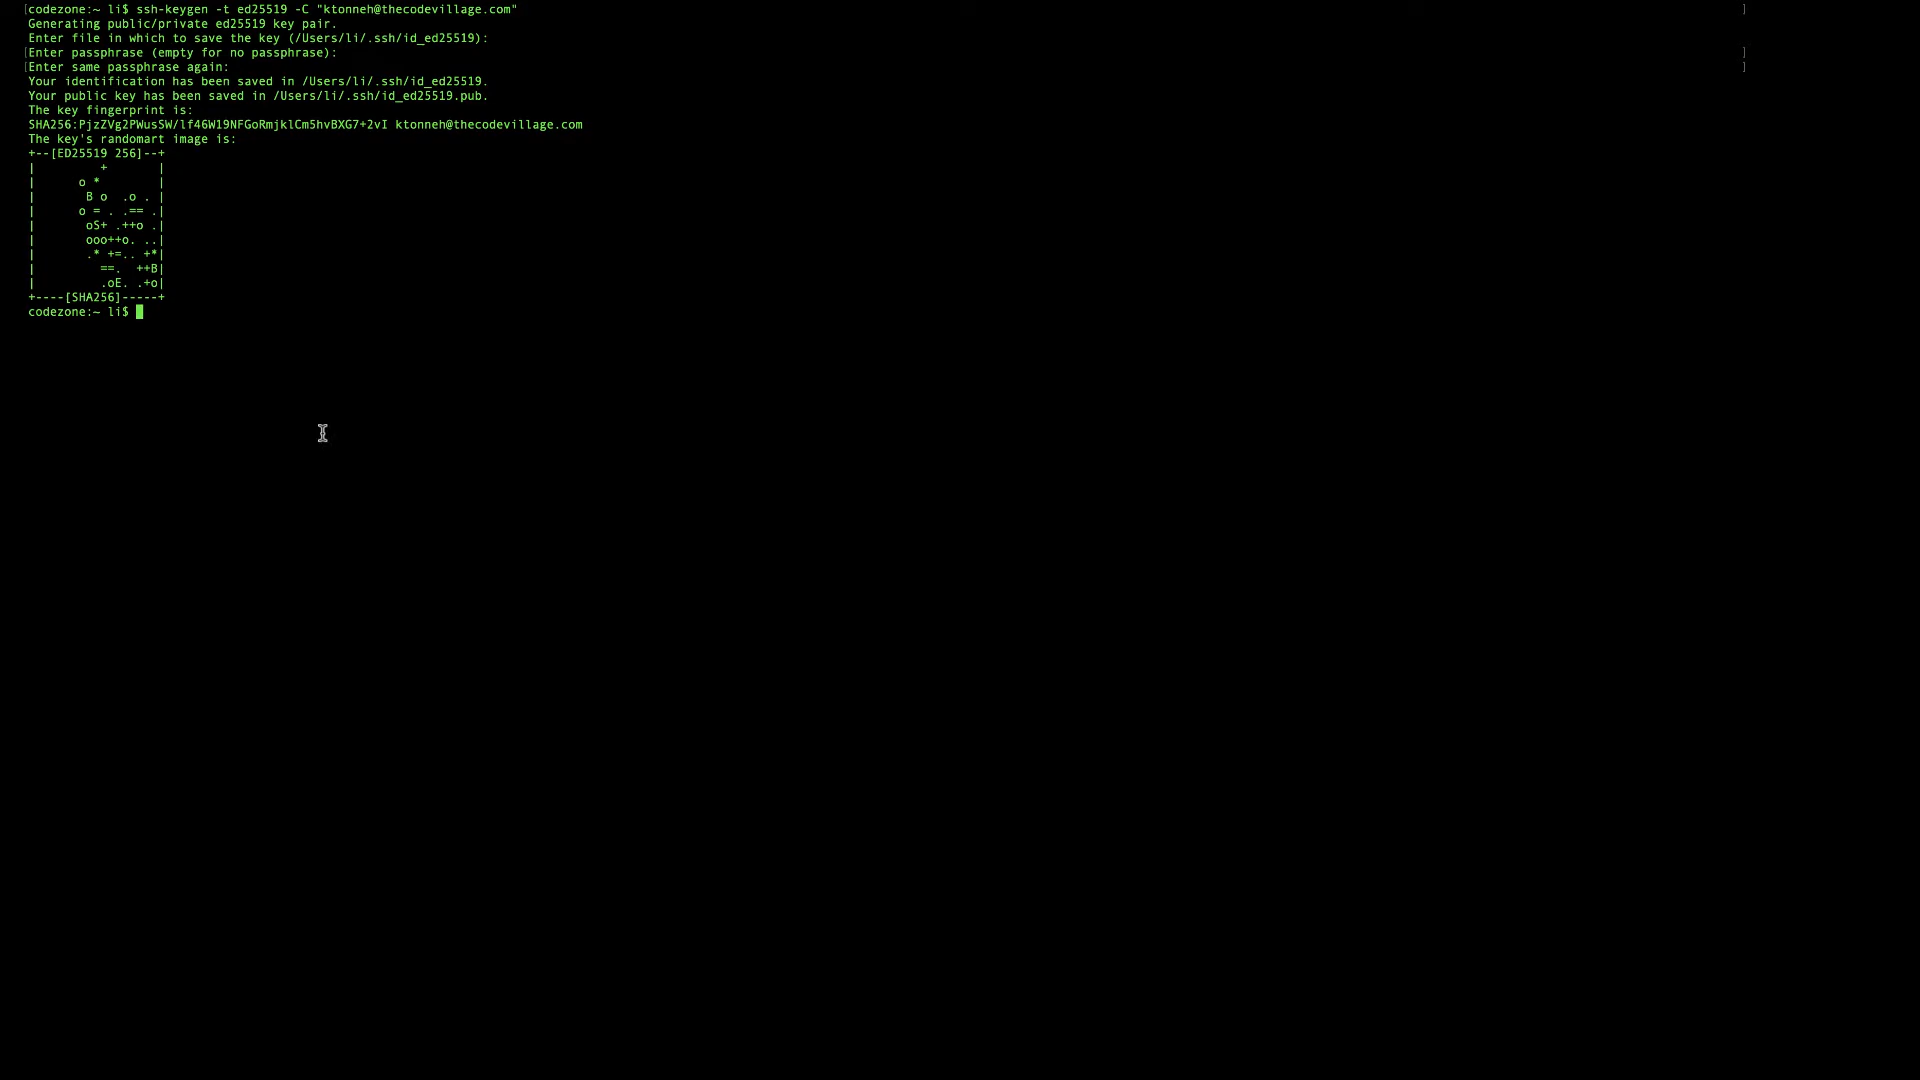 [codezone:~ li$ ssh-keygen -t ed25519 -C "ktonneh@thecodevillage.com" ]
Generating public/private ed25519 key pair.
Enter file in which to save the key (/Users/li/.ssh/id_ed25519):
[Enter passphrase (empty for no passphrase): ]
[Enter same passphrase again: ]
Your identification has been saved in /Users/li/.ssh/id_ed25519.
Your public key has been saved in /Users/li/.ssh/id_ed25519.pub.
The key fingerprint is:
SHA256:PjzZVg2PWusSW/lf46W19NFGoRmjklCm5hvBXG7+2vI ktonneh@thecodevillage.com
The key's randomart image is:
+--[ED25519 256]--+
|         +       |
|      o *        |
|       B o  .o . |
|      o = . .== .|
|       oS+ .++o .|
|       ooo++o. ..|
|       .* +=.. +*|
|         ==.  ++B|
|         .oE. .+o|
+----[SHA256]-----+
codezone:~ li$